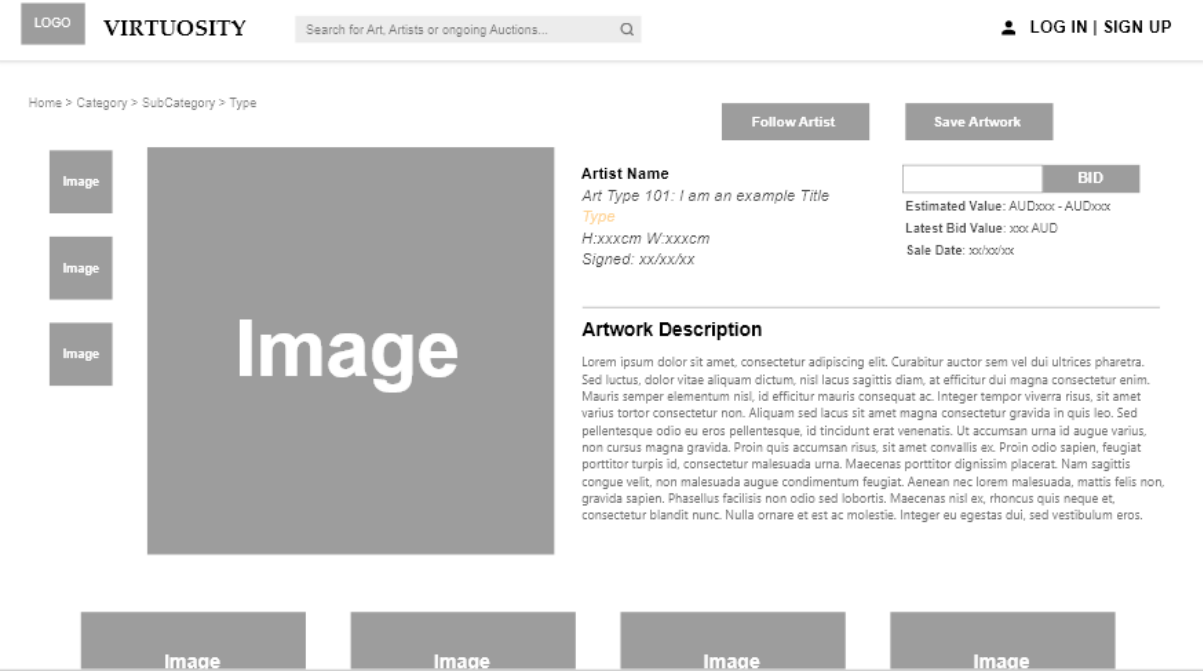 LOGO
VIRTUOSITY
Search for Art, Artists or ongoing Auctions...
LOG IN | SIGN UP
Home > Category > SubCategory > Type
Follow Artist
Save Artwork
Image
Image
Image
Image
Artist Name
Art Type 101: I am an example Title
Type
H:xxxcm W:xxxcm
Signed: xx/xx/xx
BID
Estimated Value: AUDxxx - AUDxxx
Latest Bid Value: xxx AUD
Sale Date: xx/xx/xx
Artwork Description
Lorem ipsum dolor sit amet, consectetur adipiscing elit. Curabitur auctor sem vel dui ultrices pharetra.
Sed luctus, dolor vitae aliquam dictum, nisl lacus sagittis diam, at efficitur dui magna consectetur enim.
Mauris semper elementum nisl, id efficitur mauris consequat ac. Integer tempor viverra risus, sit amet
varius tortor consectetur non. Aliquam sed lacus sit amet magna consectetur gravida in quis leo. Sed
pellentesque odio eu eros pellentesque, id tincidunt erat venenatis. Ut accumsan urna id augue varius,
non cursus magna gravida. Proin quis accumsan risus, sit amet convallis ex. Proin odio sapien, feugiat
porttitor turpis id, consectetur malesuada urna. Maecenas porttitor dignissim placerat. Nam sagittis
congue velit, non malesuada augue condimentum feugiat. Aenean nec lorem malesuada, mattis felis non,
gravida sapien. Phasellus facilisis non odio sed lobortis. Maecenas nisl ex, rhoncus quis neque et,
consectetur blandit nunc. Nulla ornare et est ac molestie. Integer eu egestas dui, sed vestibulum eros.
Image
Image
Image
Image